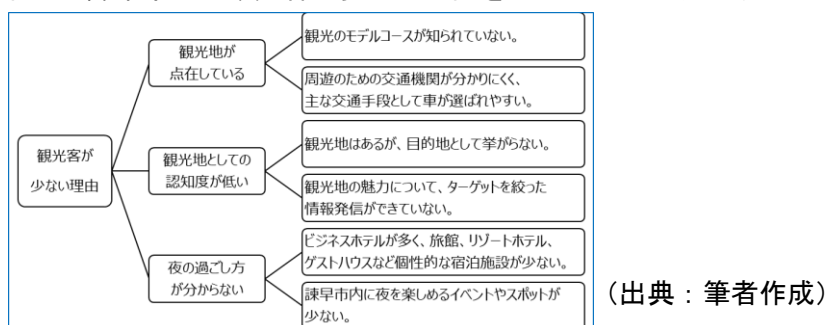 観光客が
少ない理由
観光地が
点在している
観光のモデルコースが知られていない。
周遊のための交通機関が分かりにくく、
主な交通手段として車が選ばれやすい。
観光地としての
認知度が低い
観光地はあるが、目的地として挙がらない。
観光地の魅力について、ターゲットを絞った
情報発信ができていない。
夜の過ごし方
が分からない
ビジネスホテルが多く、旅館、リゾートホテル、
ゲストハウスなど個性的な宿泊施設が少ない。
諫早市内に夜を楽しめるイベントやスポットが
少ない。
（出典：筆者作成）